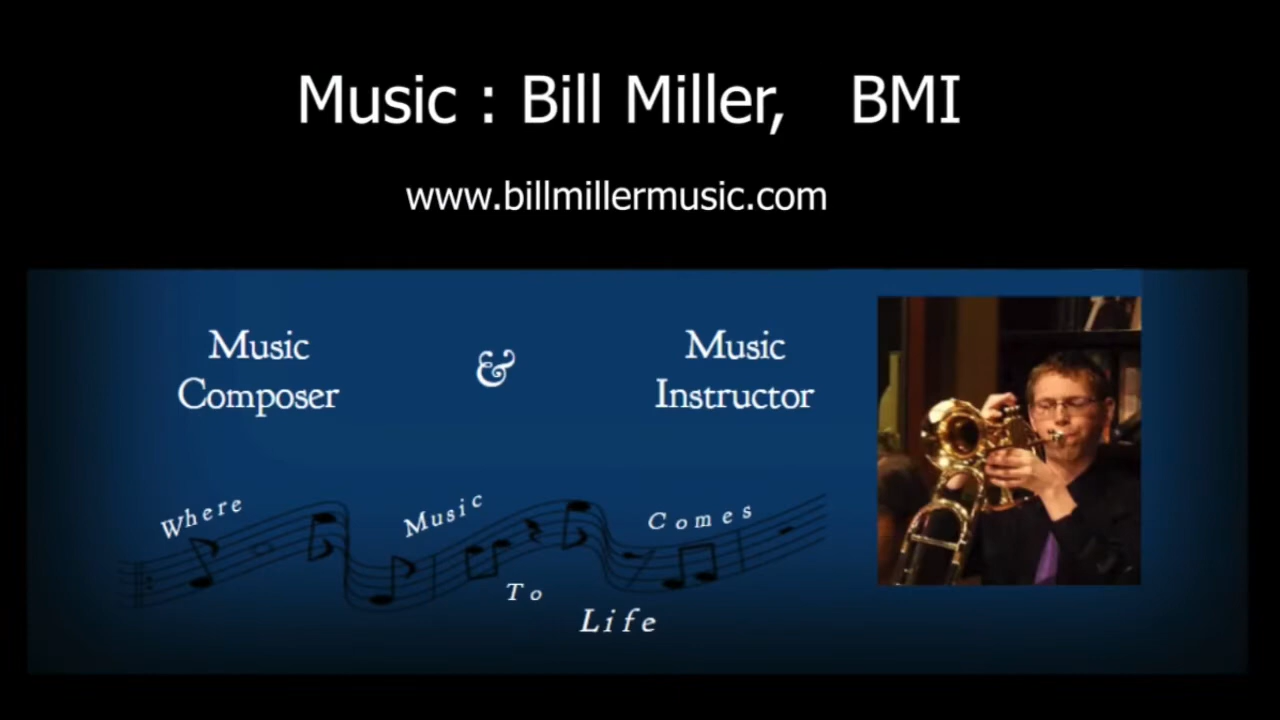 Music : Bill Miller, BMI
www.billmillermusic.com
Music
Composer
&
Music
Instructor
Where Music Comes
To
Life